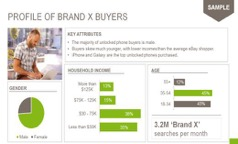 PROFILE OF BRAND X BUYERS
SAMPLE
KEY ATTRIBUTES
• The majority of unlocked phone buyers is male.
• Buyers skew much younger, with lower incomes than the average eBay shopper.
• iPhone and Galaxy are the top unlocked phones purchased.
GENDER
Male
Female
HOUSEHOLD INCOME
More than $125K
$75K - 125K
$30 - 75K
38%
Less than $30K
AGE
35-54
18-34
3.2M 'Brand X'
searches per month